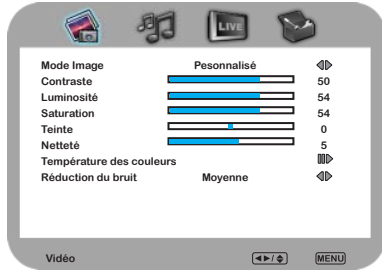 LIVE
Mode Image Pesonnalisé
Contraste 50
Luminosité 54
Saturation 54
Teinte 0
Netteté 5
Température des couleurs
Réduction du bruit Moyenne
Vidéo MENU